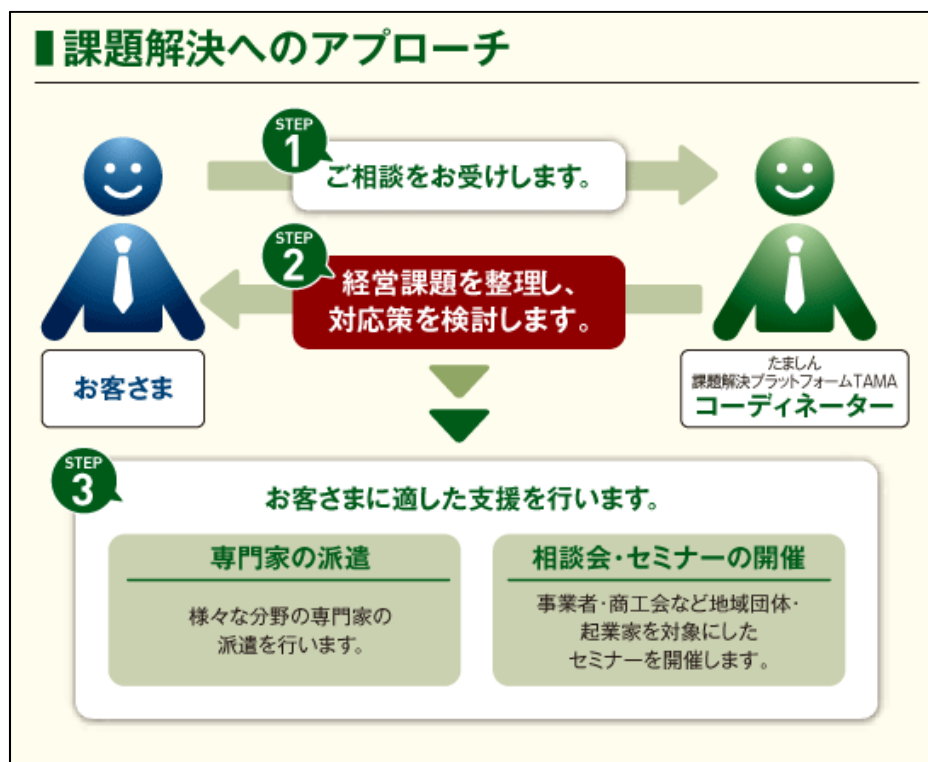 課題解決へのアプローチ
STEP
1
ご相談をお受けします。
STEP
2
経営課題を整理し、
対応策を検討します。
お客さま
たましん
課題解決プラットフォームTAMA
コーディネーター
STEP
3
お客さまに適した支援を行います。
専門家の派遣
様々な分野の専門家の
派遣を行います。
相談会・セミナーの開催
事業者・商工会など地域団体・
起業家を対象にした
セミナーを開催します。